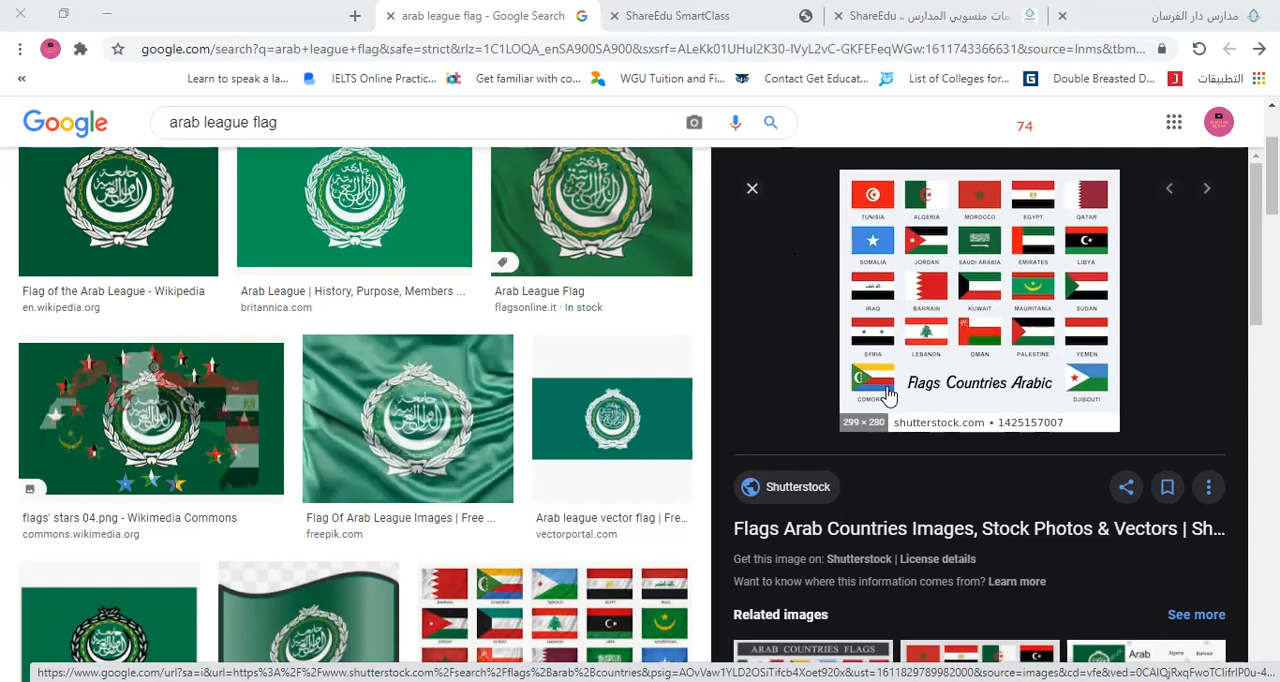 arab league flag - Google Search
ShareEdu SmartClass
ShareEdu ،، مات منسوبي المدارس
مدارس دار الفرسان
google.com/search?q=arab+league+flag&safe=strict&rlz=1C1LOQA_enSA900SA900&sxsrf=ALeKk01UHuI2K30-IVyL2vC-GKFEFeqWGw:1611743366631&source=lnms&tbm...
Learn to speak a la...
IELTS Online Practic...
Get familiar with co...
WGU Tuition and Fi...
Contact Get Educat...
List of Colleges for...
Double Breasted D...
التطبيقات
Google
arab league flag
74
Flag of the Arab League - Wikipedia
en.wikipedia.org
Arab League | History, Purpose, Members ...
britannica.com
Arab League Flag
flagsonline.it · In stock
flags' stars 04.png - Wikimedia Commons
commons.wikimedia.org
Flag Of Arab League Images | Free ...
freepik.com
Arab league vector flag | Fre...
vectorportal.com
TUNISIA ALGERIA MOROCCO EGYPT QATAR
SOMALIA JORDAN SAUDI ARABIA EMIRATES LIBYA
IRAQ BAHRAIN KUWAIT MAURITANIA SUDAN
SYRIA LEBANON OMAN PALESTINE YEMEN
Flags Countries Arabic
COMOR DJIBOUTI
299 × 280 shutterstock.com • 1425157007
Shutterstock
Flags Arab Countries Images, Stock Photos & Vectors | Sh...
Get this image on: Shutterstock | License details
Want to know where this information comes from? Learn more
Related images
See more
ARAB COUNTRIES FLAGS
Arab